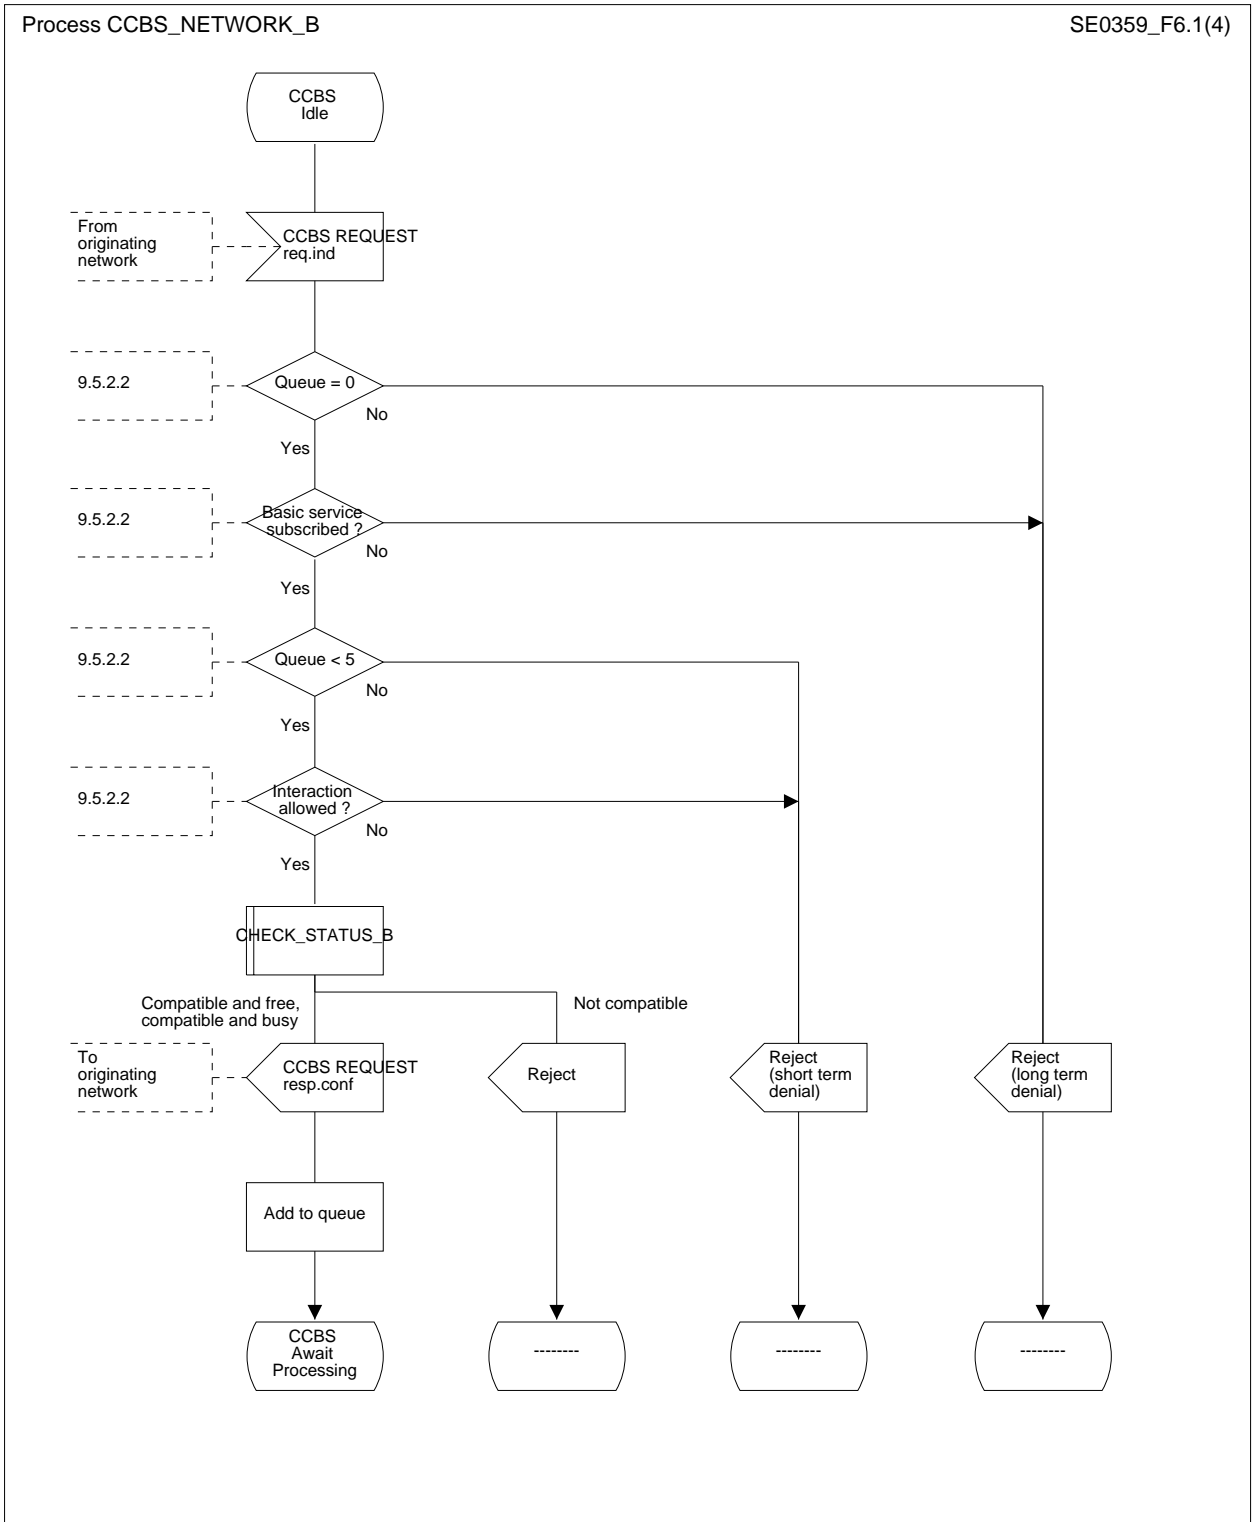 Process CCBS_NETWORK_B
SE0359_F6.1(4)
CCBS
Idle
From
originating
network
CCBS REQUEST
req.ind
9.5.2.2
Queue = 0
No
Yes
9.5.2.2
Basic service
subscribed ?
No
Yes
9.5.2.2
Queue < 5
No
Yes
9.5.2.2
Interaction
allowed ?
No
Yes
CHECK_STATUS_B
Compatible and free,
compatible and busy
Not compatible
To
originating
network
CCBS REQUEST
resp.conf
Reject
Reject
(short term
denial)
Reject
(long term
denial)
Add to queue
CCBS
Await
Processing
--------
--------
--------